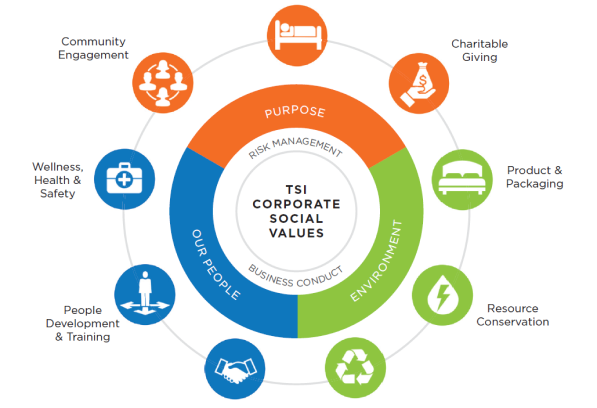 Community
Engagement
Charitable
Giving
$
PURPOSE
RISK MANAGEMENT
Wellness,
Health &
Safety
TSI
CORPORATE
SOCIAL
VALUES
Product &
Packaging
OUR PEOPLE
BUSINESS CONDUCT
ENVIRONMENT
People
Development
& Training
Resource
Conservation